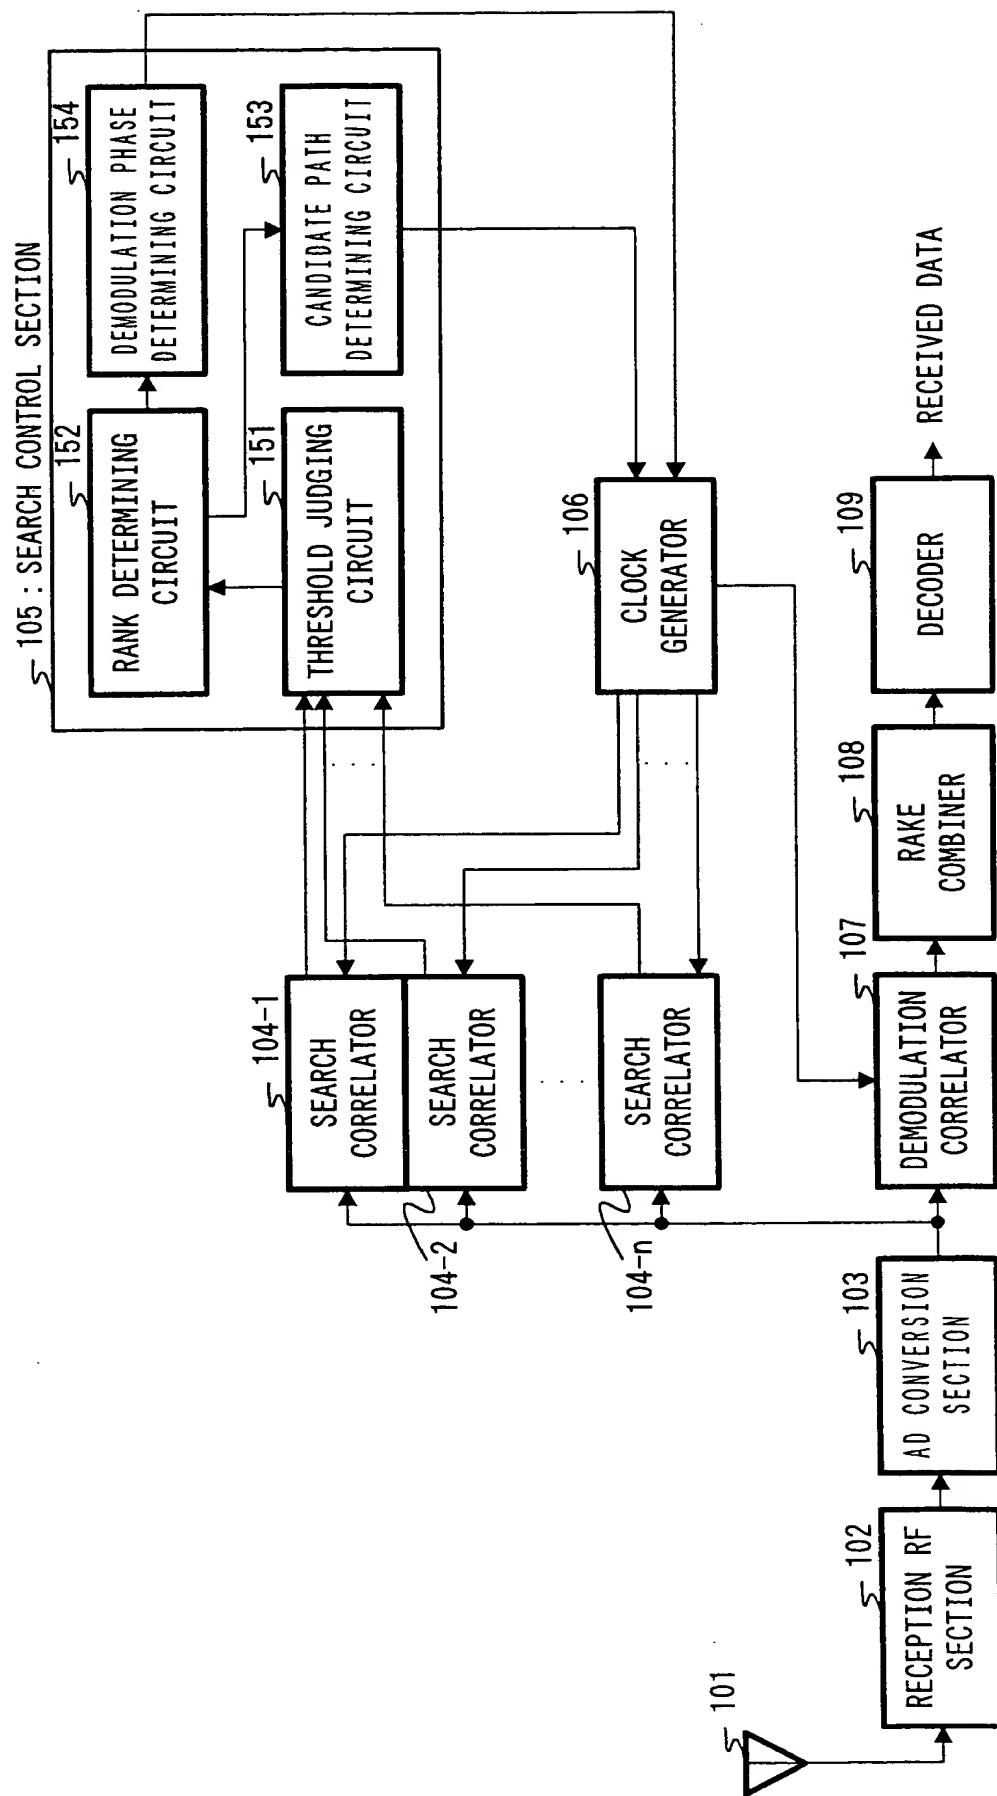 105 : SEARCH CONTROL SECTION
152
RANK DETERMINING
CIRCUIT
154
DEMODULATION PHASE
DETERMINING CIRCUIT
151
THRESHOLD JUDGING
CIRCUIT
153
CANDIDATE PATH
DETERMINING CIRCUIT
104-1
SEARCH
CORRELATOR
104-2
SEARCH
CORRELATOR
104-n
SEARCH
CORRELATOR
106
CLOCK
GENERATOR
101
102
RECEPTION RF
SECTION
103
AD CONVERSION
SECTION
107
DEMODULATION
CORRELATOR
108
RAKE
COMBINER
109
DECODER
RECEIVED DATA